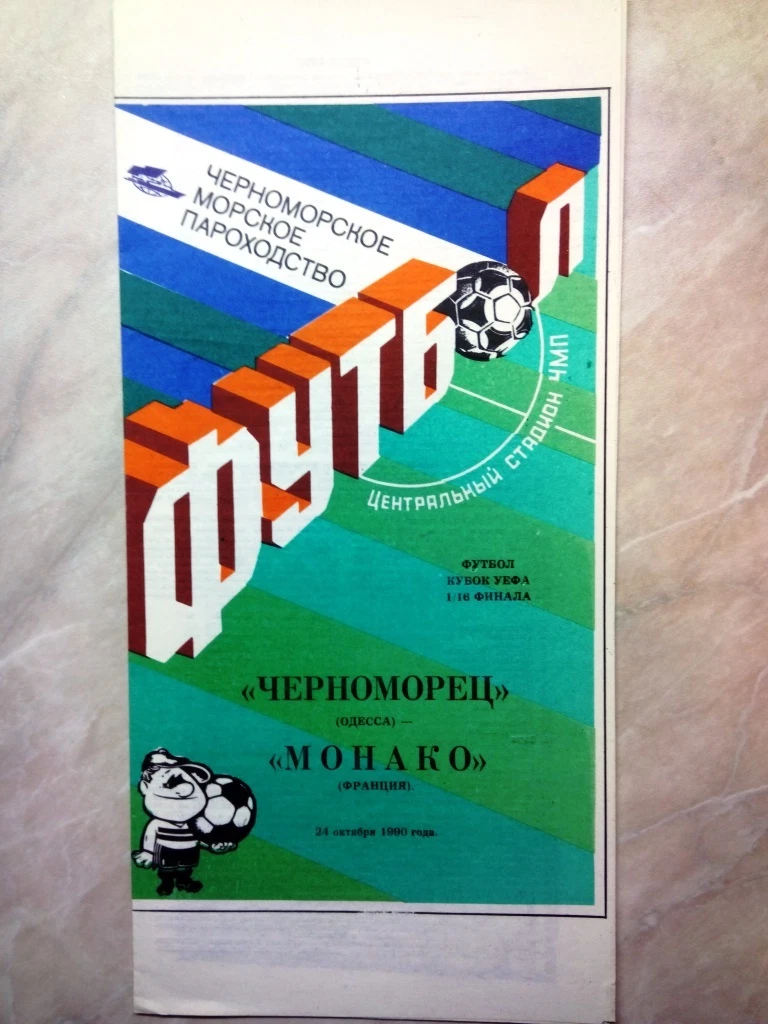 ЧЕРНОМОРСКОЕ
МОРСКОЕ
ПАРОХОДСТВО
ФУТБОЛ
ЦЕНТРАЛЬНЫЙ СТАДИОН ЧМП
ФУТБОЛ
КУБОК УЕФА
1/16 ФИНАЛА
«ЧЕРНОМОРЕЦ»
(ОДЕССА) —
«МОНАКО»
(ФРАНЦИЯ).
24 октября 1990 года.